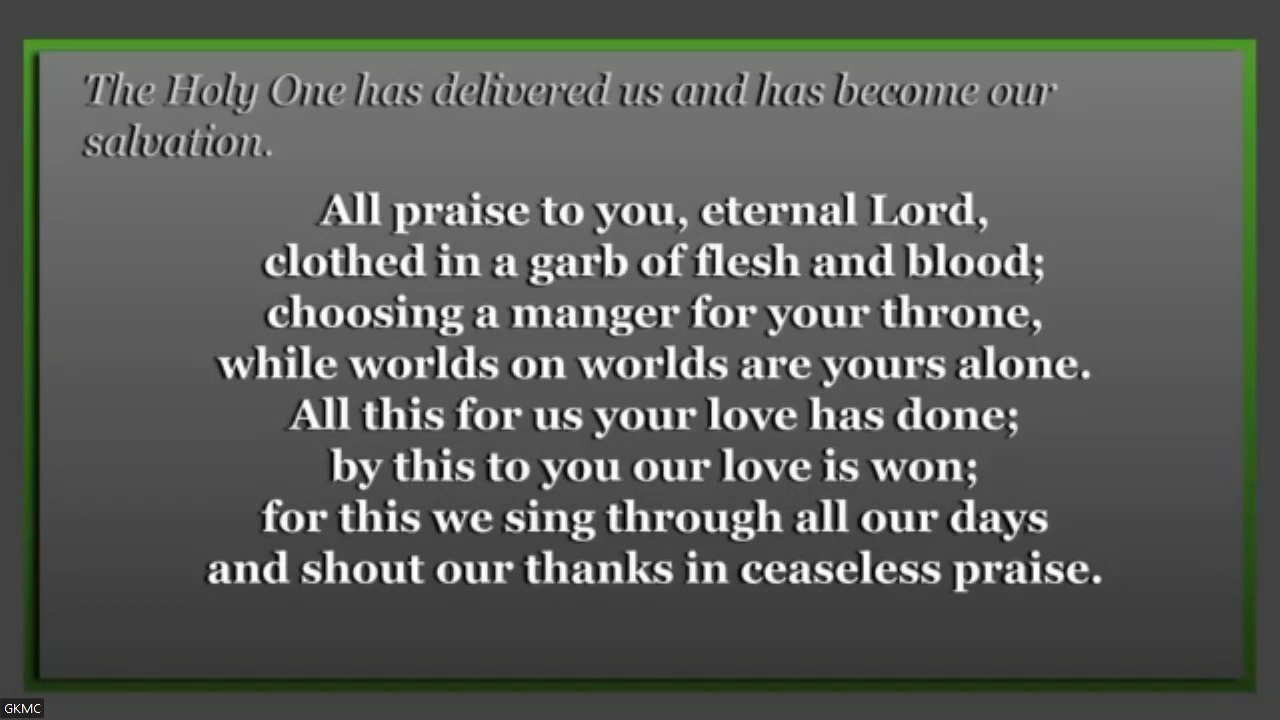 The Holy One has delivered us and has become our
salvation.
All praise to you, eternal Lord,
clothed in a garb of flesh and blood;
choosing a manger for your throne,
while worlds on worlds are yours alone.
All this for us your love has done;
by this to you our love is won;
for this we sing through all our days
and shout our thanks in ceaseless praise.
GKMC